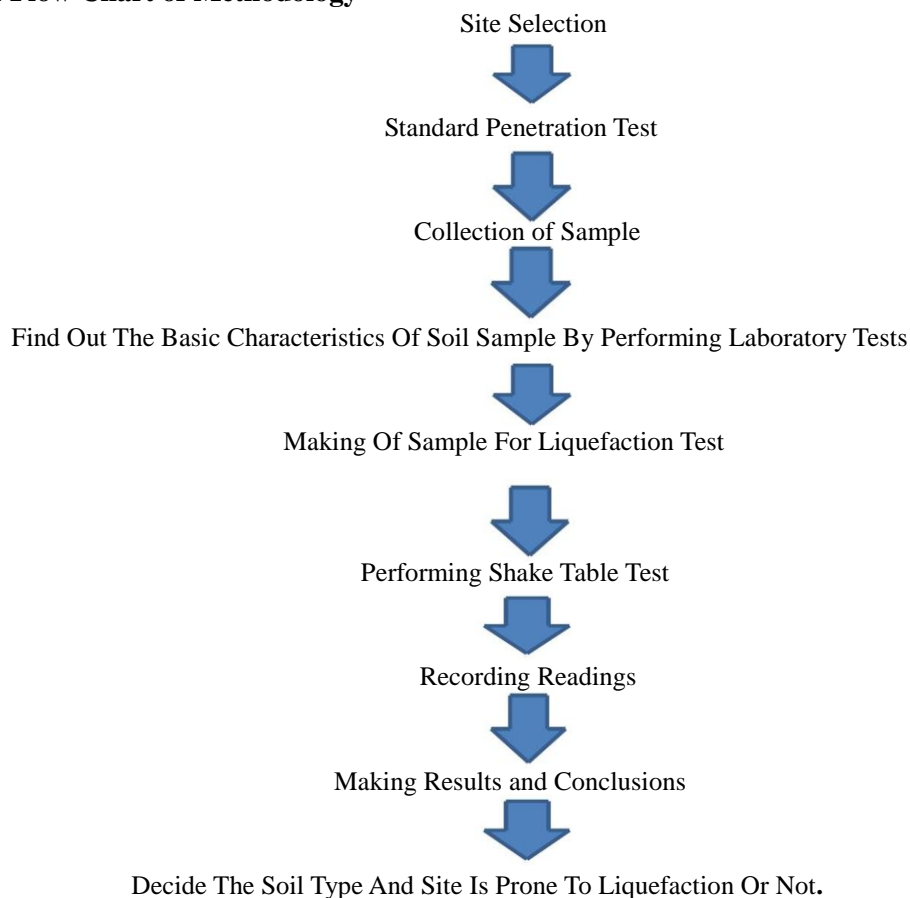 Flow Chart of Methodology
Site Selection
Standard Penetration Test
Collection of Sample
Find Out The Basic Characteristics Of Soil Sample By Performing Laboratory Tests
Making Of Sample For Liquefaction Test
Performing Shake Table Test
Recording Readings
Making Results and Conclusions
Decide The Soil Type And Site Is Prone To Liquefaction Or Not.